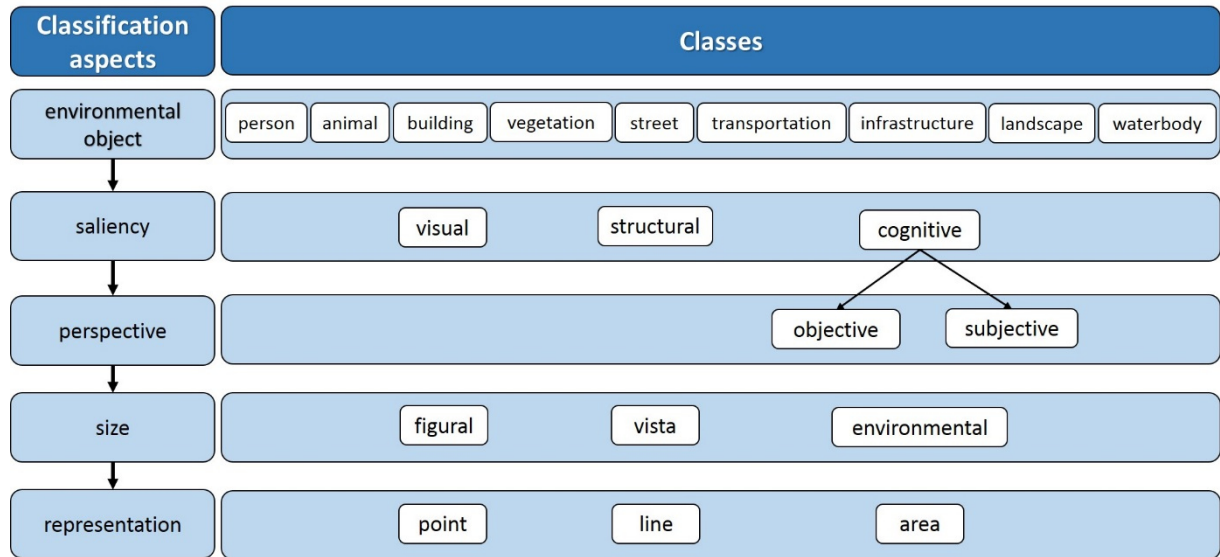 Classification
aspects
Classes
environmental
object
person animal building vegetation street transportation infrastructure landscape waterbody
saliency
visual structural cognitive
perspective
objective subjective
size
figural vista environmental
representation
point line area